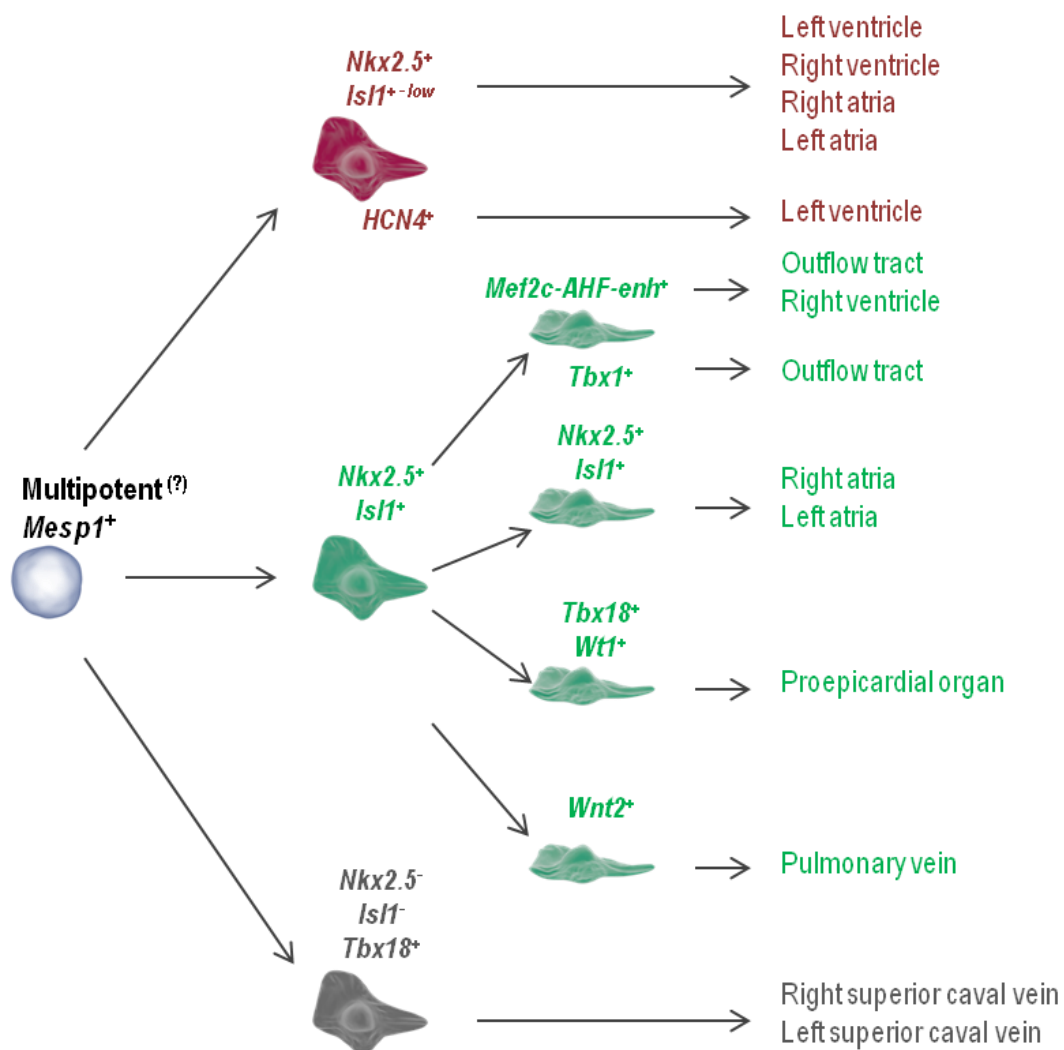 Nkx2.5⁺
Isl1⁺⁻ˡᵒʷ
HCN4⁺
Left ventricle
Right ventricle
Right atria
Left atria
Left ventricle
Mef2c-AHF-enh⁺
Tbx1⁺
Outflow tract
Right ventricle
Outflow tract
Multipotent ⁽?⁾
Mesp1⁺
Nkx2.5⁺
Isl1⁺
Nkx2.5⁺
Isl1⁺
Right atria
Left atria
Tbx18⁺
Wt1⁺
Proepicardial organ
Wnt2⁺
Pulmonary vein
Nkx2.5⁻
Isl1⁻
Tbx18⁺
Right superior caval vein
Left superior caval vein